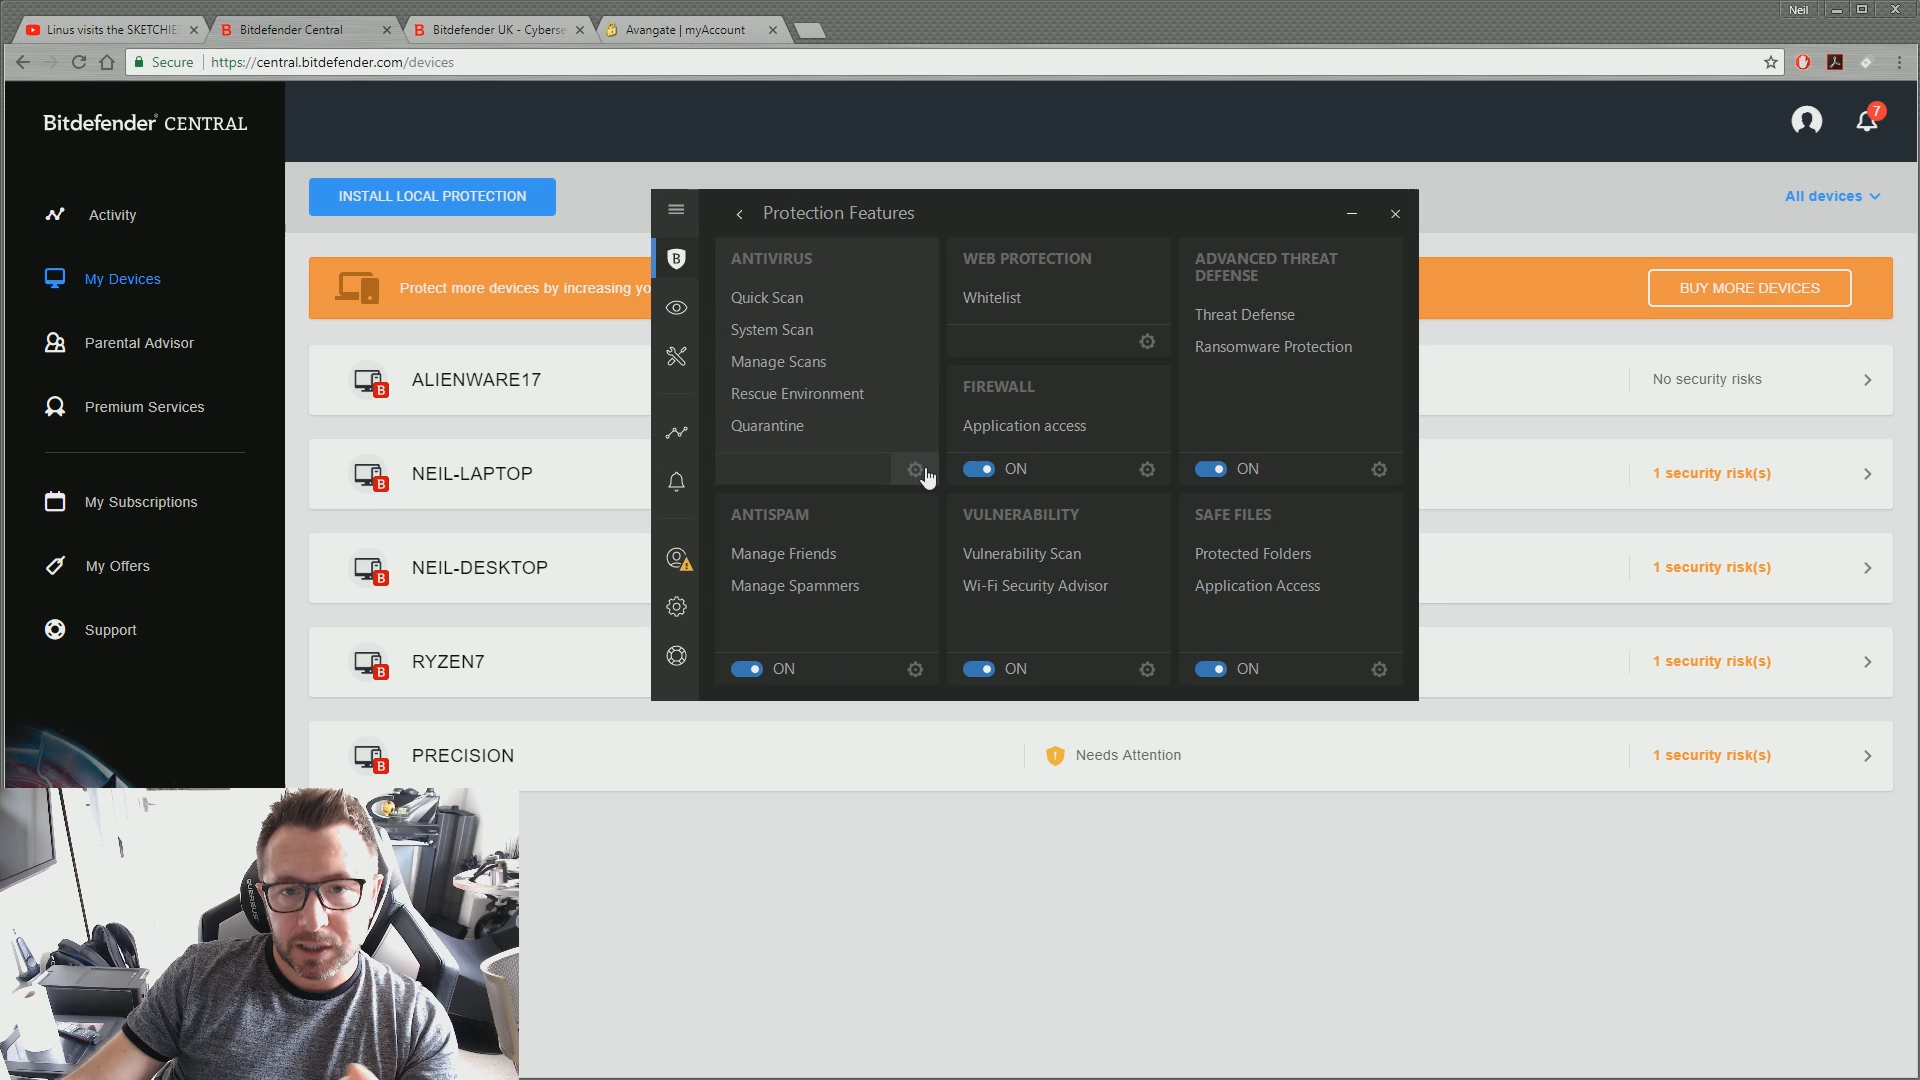 Neil
Linus visits the SKETCHIE
Bitdefender Central
Bitdefender UK - Cyberse
Avangate | myAccount
Secure
https://central.bitdefender.com/devices
Bitdefender CENTRAL
7
Activity
My Devices
Parental Advisor
Premium Services
My Subscriptions
My Offers
Support
INSTALL LOCAL PROTECTION
All devices
Protect more devices by increasing yo
BUY MORE DEVICES
ALIENWARE17
No security risks
NEIL-LAPTOP
1 security risk(s)
NEIL-DESKTOP
1 security risk(s)
RYZEN7
1 security risk(s)
PRECISION
Needs Attention
1 security risk(s)
Protection Features
ANTIVIRUS
Quick Scan
System Scan
Manage Scans
Rescue Environment
Quarantine
WEB PROTECTION
Whitelist
FIREWALL
Application access
ON
ADVANCED THREAT
DEFENSE
Threat Defense
Ransomware Protection
ON
ANTISPAM
Manage Friends
Manage Spammers
ON
VULNERABILITY
Vulnerability Scan
Wi-Fi Security Advisor
ON
SAFE FILES
Protected Folders
Application Access
ON